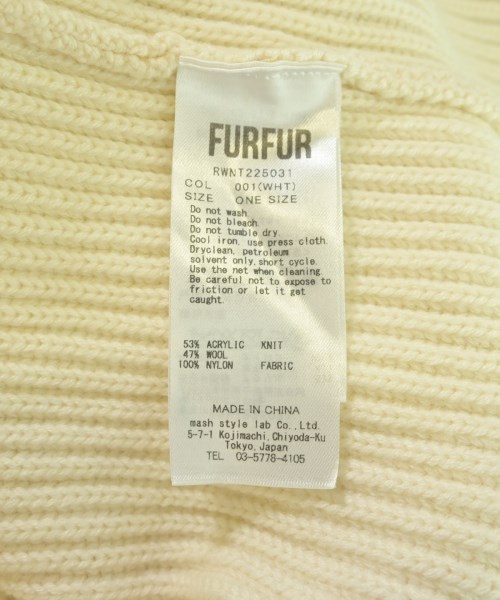 FURFUR
RWNT225031
COL 001(WHT)
SIZE ONE SIZE
Do not wash.
Do not bleach.
Do not tumble dry.
Cool iron, use press cloth.
Dryclean, petroleum
solvent only, short cycle.
Use the net when cleaning.
Be careful not to expose to
friction or let it get
caught.
53% ACRYLIC KNIT
47% WOOL
100% NYLON FABRIC
MADE IN CHINA
mash style lab Co.,Ltd.
5-7-1 Kojimachi,Chiyoda-Ku
Tokyo,Japan
TEL 03-5778-4105